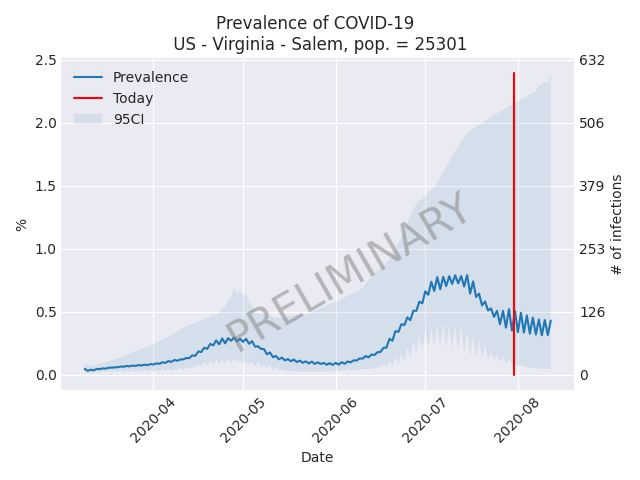 Prevalence of COVID-19
US - Virginia - Salem, pop. = 25301
Prevalence
Today
95CI
PRELIMINARY
%
2.5
2.0
1.5
1.0
0.5
0.0
632
506
379
253
126
0
# of infections
2020-04
2020-05
2020-06
2020-07
2020-08
Date